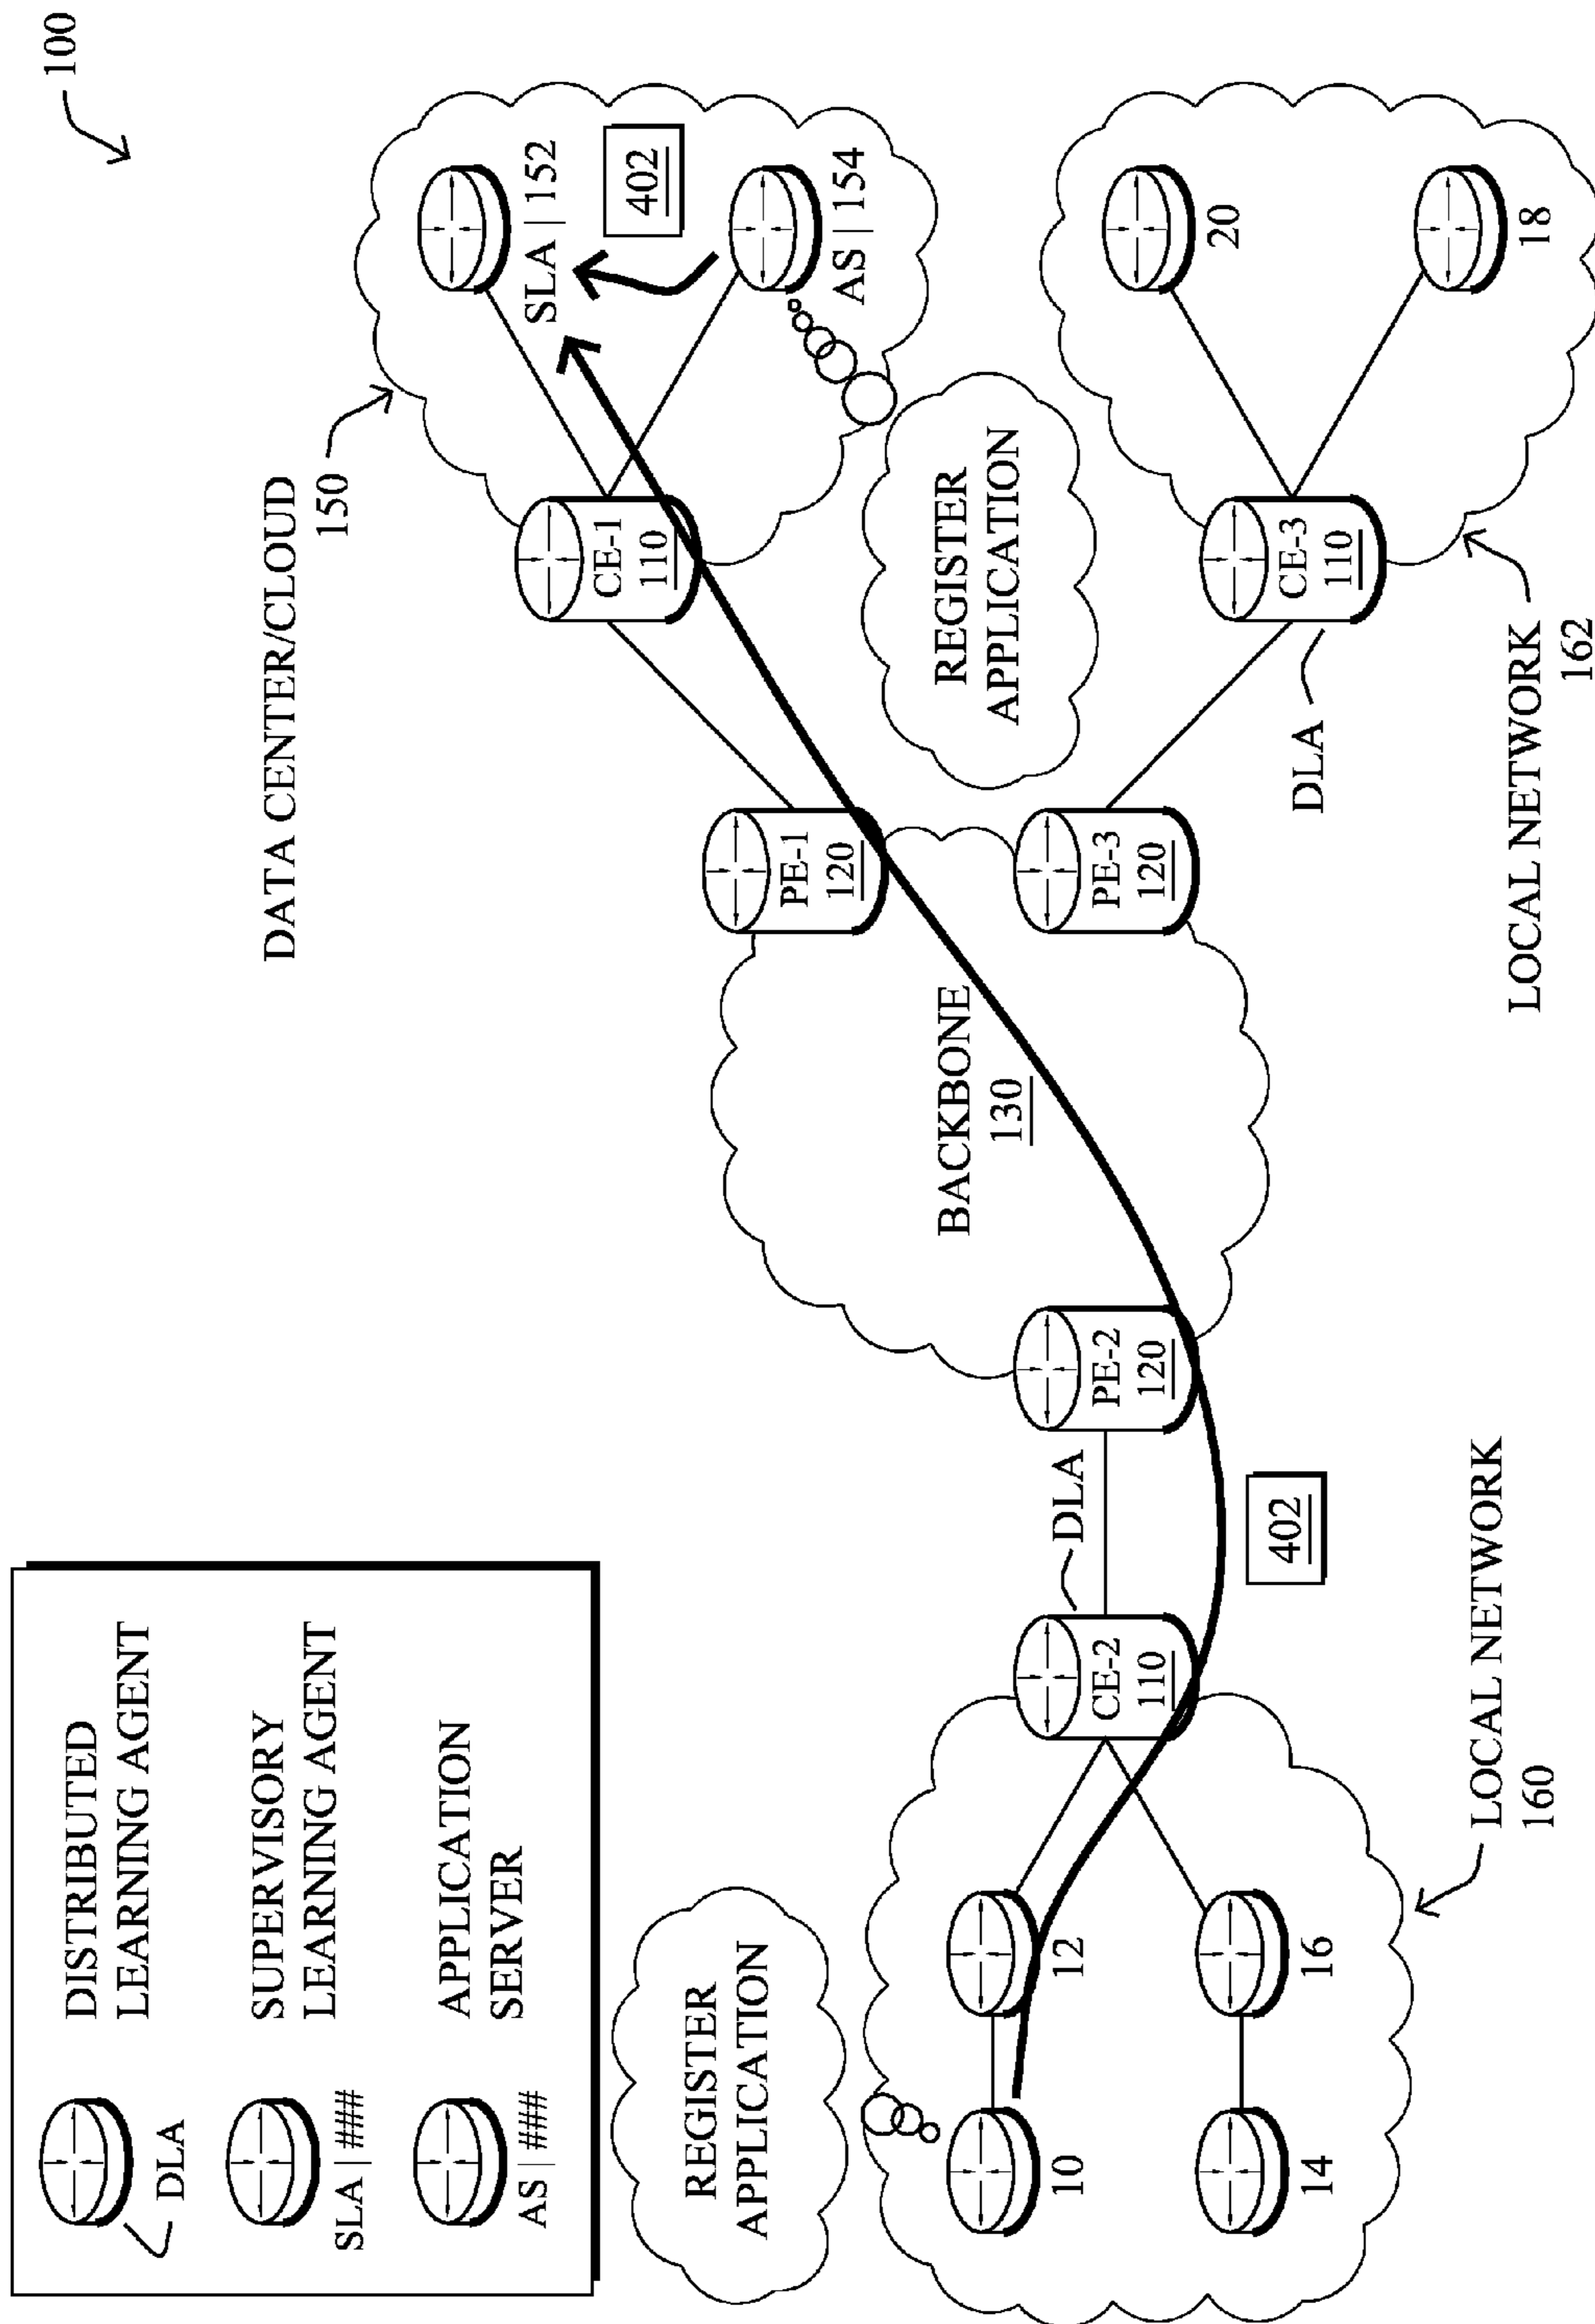 100
DISTRIBUTED
LEARNING AGENT
DLA
SUPERVISORY
LEARNING AGENT
SLA | ###
APPLICATION
SERVER
AS | ###
DATA CENTER/CLOUD
150
SLA | 152
402
AS | 154
CE-1
110
PE-1
120
REGISTER
APPLICATION
REGISTER
APPLICATION
BACKBONE
130
10
12
14
16
CE-2
110
DLA
PE-2
120
PE-3
120
CE-3
110
DLA
20
18
402
LOCAL NETWORK
160
LOCAL NETWORK
162